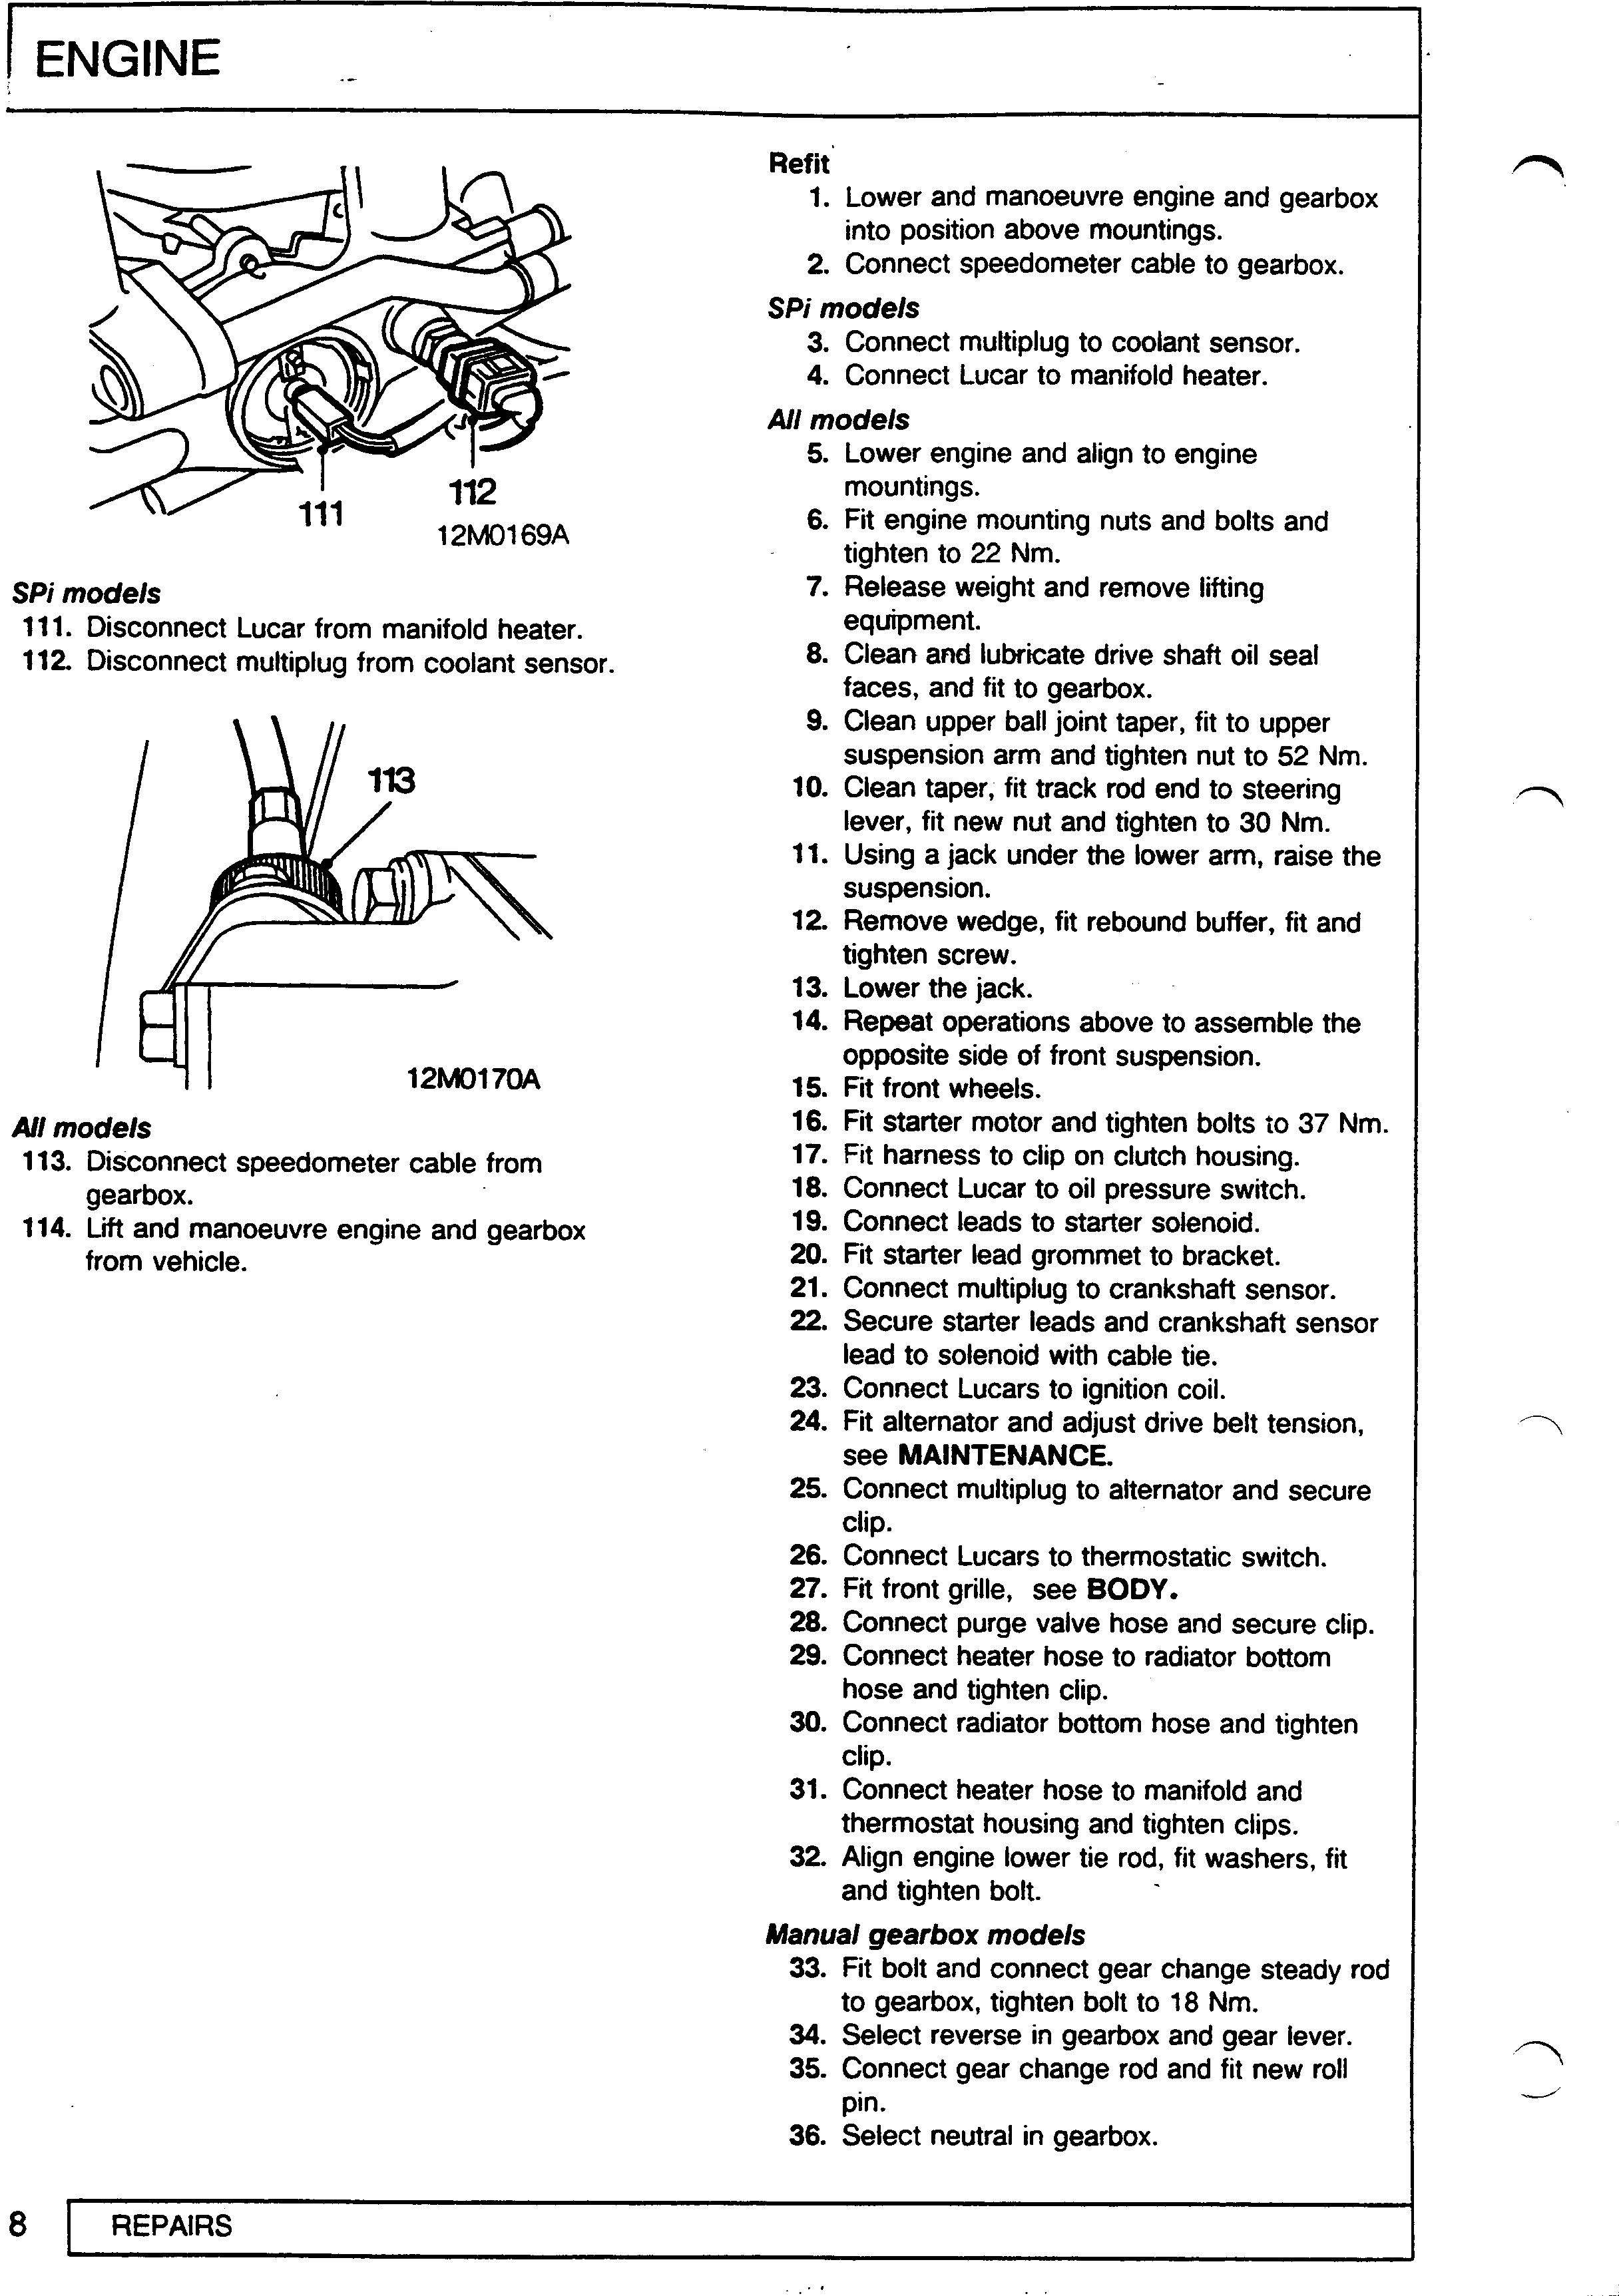 ENGINE
111
112
12M0169A
SPi models
111. Disconnect Lucar from manifold heater.
112. Disconnect multiplug from coolant sensor.
113
12M0170A
All models
113. Disconnect speedometer cable from
gearbox.
114. Lift and manoeuvre engine and gearbox
from vehicle.
Refit
1. Lower and manoeuvre engine and gearbox
into position above mountings.
2. Connect speedometer cable to gearbox.
SPi models
3. Connect multiplug to coolant sensor.
4. Connect Lucar to manifold heater.
All models
5. Lower engine and align to engine
mountings.
6. Fit engine mounting nuts and bolts and
tighten to 22 Nm.
7. Release weight and remove lifting
equipment.
8. Clean and lubricate drive shaft oil seal
faces, and fit to gearbox.
9. Clean upper ball joint taper, fit to upper
suspension arm and tighten nut to 52 Nm.
10. Clean taper, fit track rod end to steering
lever, fit new nut and tighten to 30 Nm.
11. Using a jack under the lower arm, raise the
suspension.
12. Remove wedge, fit rebound buffer, fit and
tighten screw.
13. Lower the jack.
14. Repeat operations above to assemble the
opposite side of front suspension.
15. Fit front wheels.
16. Fit starter motor and tighten bolts to 37 Nm.
17. Fit harness to clip on clutch housing.
18. Connect Lucar to oil pressure switch.
19. Connect leads to starter solenoid.
20. Fit starter lead grommet to bracket.
21. Connect multiplug to crankshaft sensor.
22. Secure starter leads and crankshaft sensor
lead to solenoid with cable tie.
23. Connect Lucars to ignition coil.
24. Fit alternator and adjust drive belt tension,
see MAINTENANCE.
25. Connect multiplug to alternator and secure
clip.
26. Connect Lucars to thermostatic switch.
27. Fit front grille, see BODY.
28. Connect purge valve hose and secure clip.
29. Connect heater hose to radiator bottom
hose and tighten clip.
30. Connect radiator bottom hose and tighten
clip.
31. Connect heater hose to manifold and
thermostat housing and tighten clips.
32. Align engine lower tie rod, fit washers, fit
and tighten bolt.
Manual gearbox models
33. Fit bolt and connect gear change steady rod
to gearbox, tighten bolt to 18 Nm.
34. Select reverse in gearbox and gear lever.
35. Connect gear change rod and fit new roll
pin.
36. Select neutral in gearbox.
8
REPAIRS